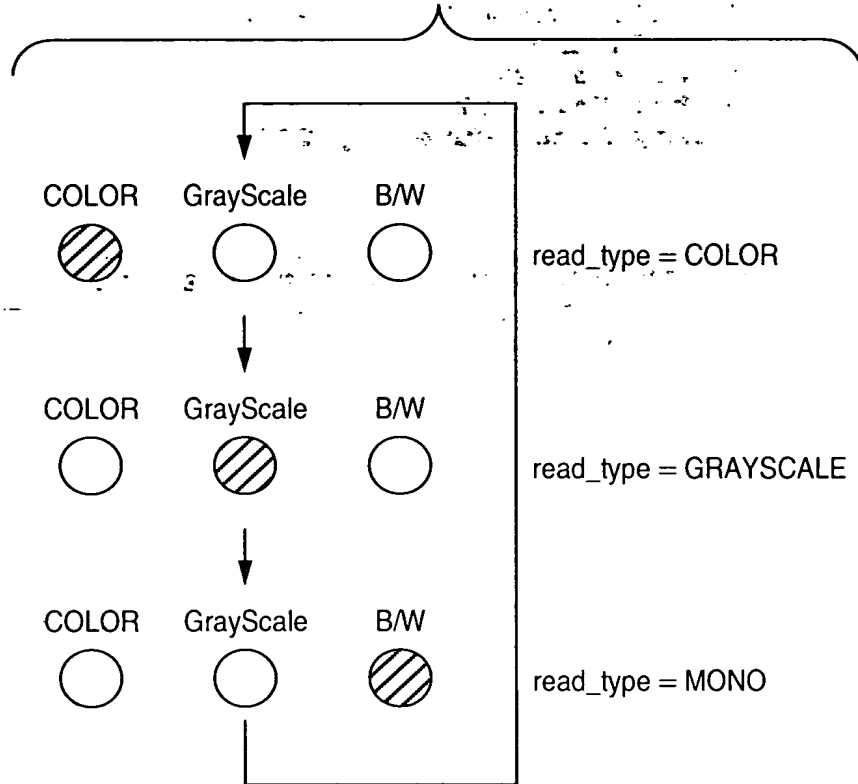 COLOR GrayScale B/W
read_type = COLOR
COLOR GrayScale B/W
read_type = GRAYSCALE
COLOR GrayScale B/W
read_type = MONO